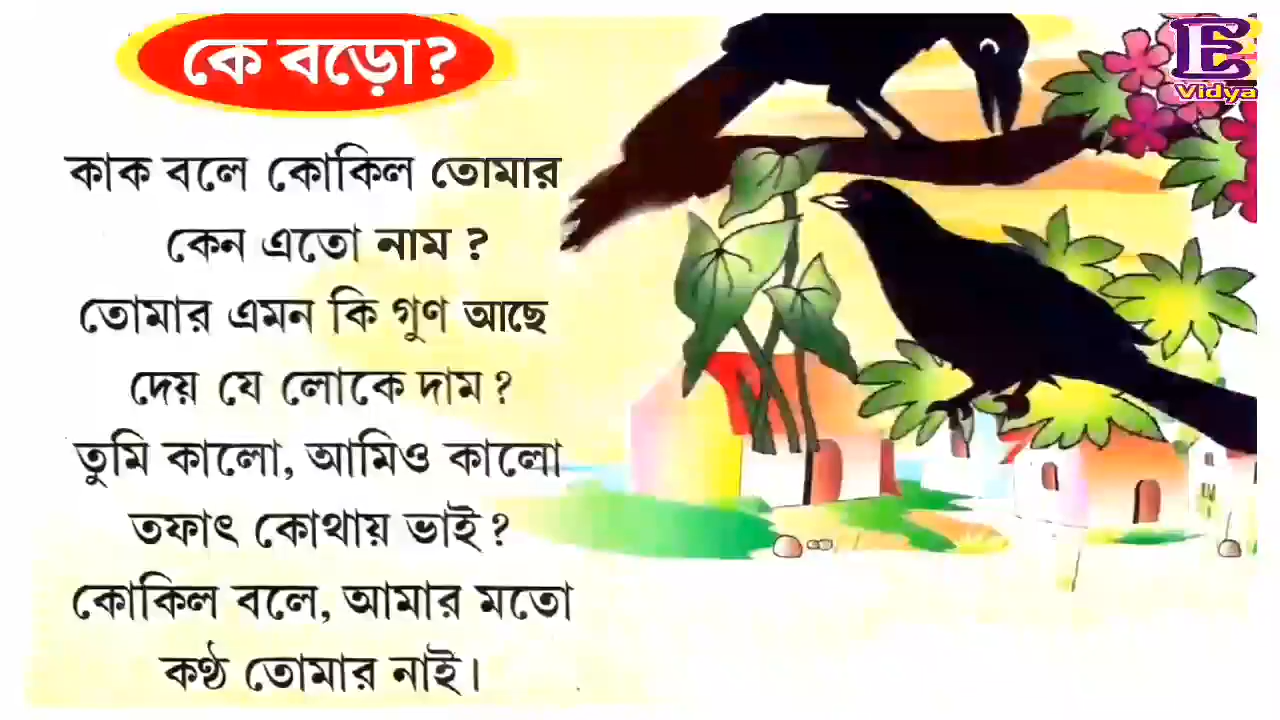 কে বড়ো?
E
Vidya
কাক বলে কোকিল তোমার
কেন এতো নাম ?
তোমার এমন কি গুণ আছে
দেয় যে লোকে দাম ?
তুমি কালো, আমিও কালো
তফাৎ কোথায় ভাই ?
কোকিল বলে, আমার মতো
কণ্ঠ তোমার নাই।